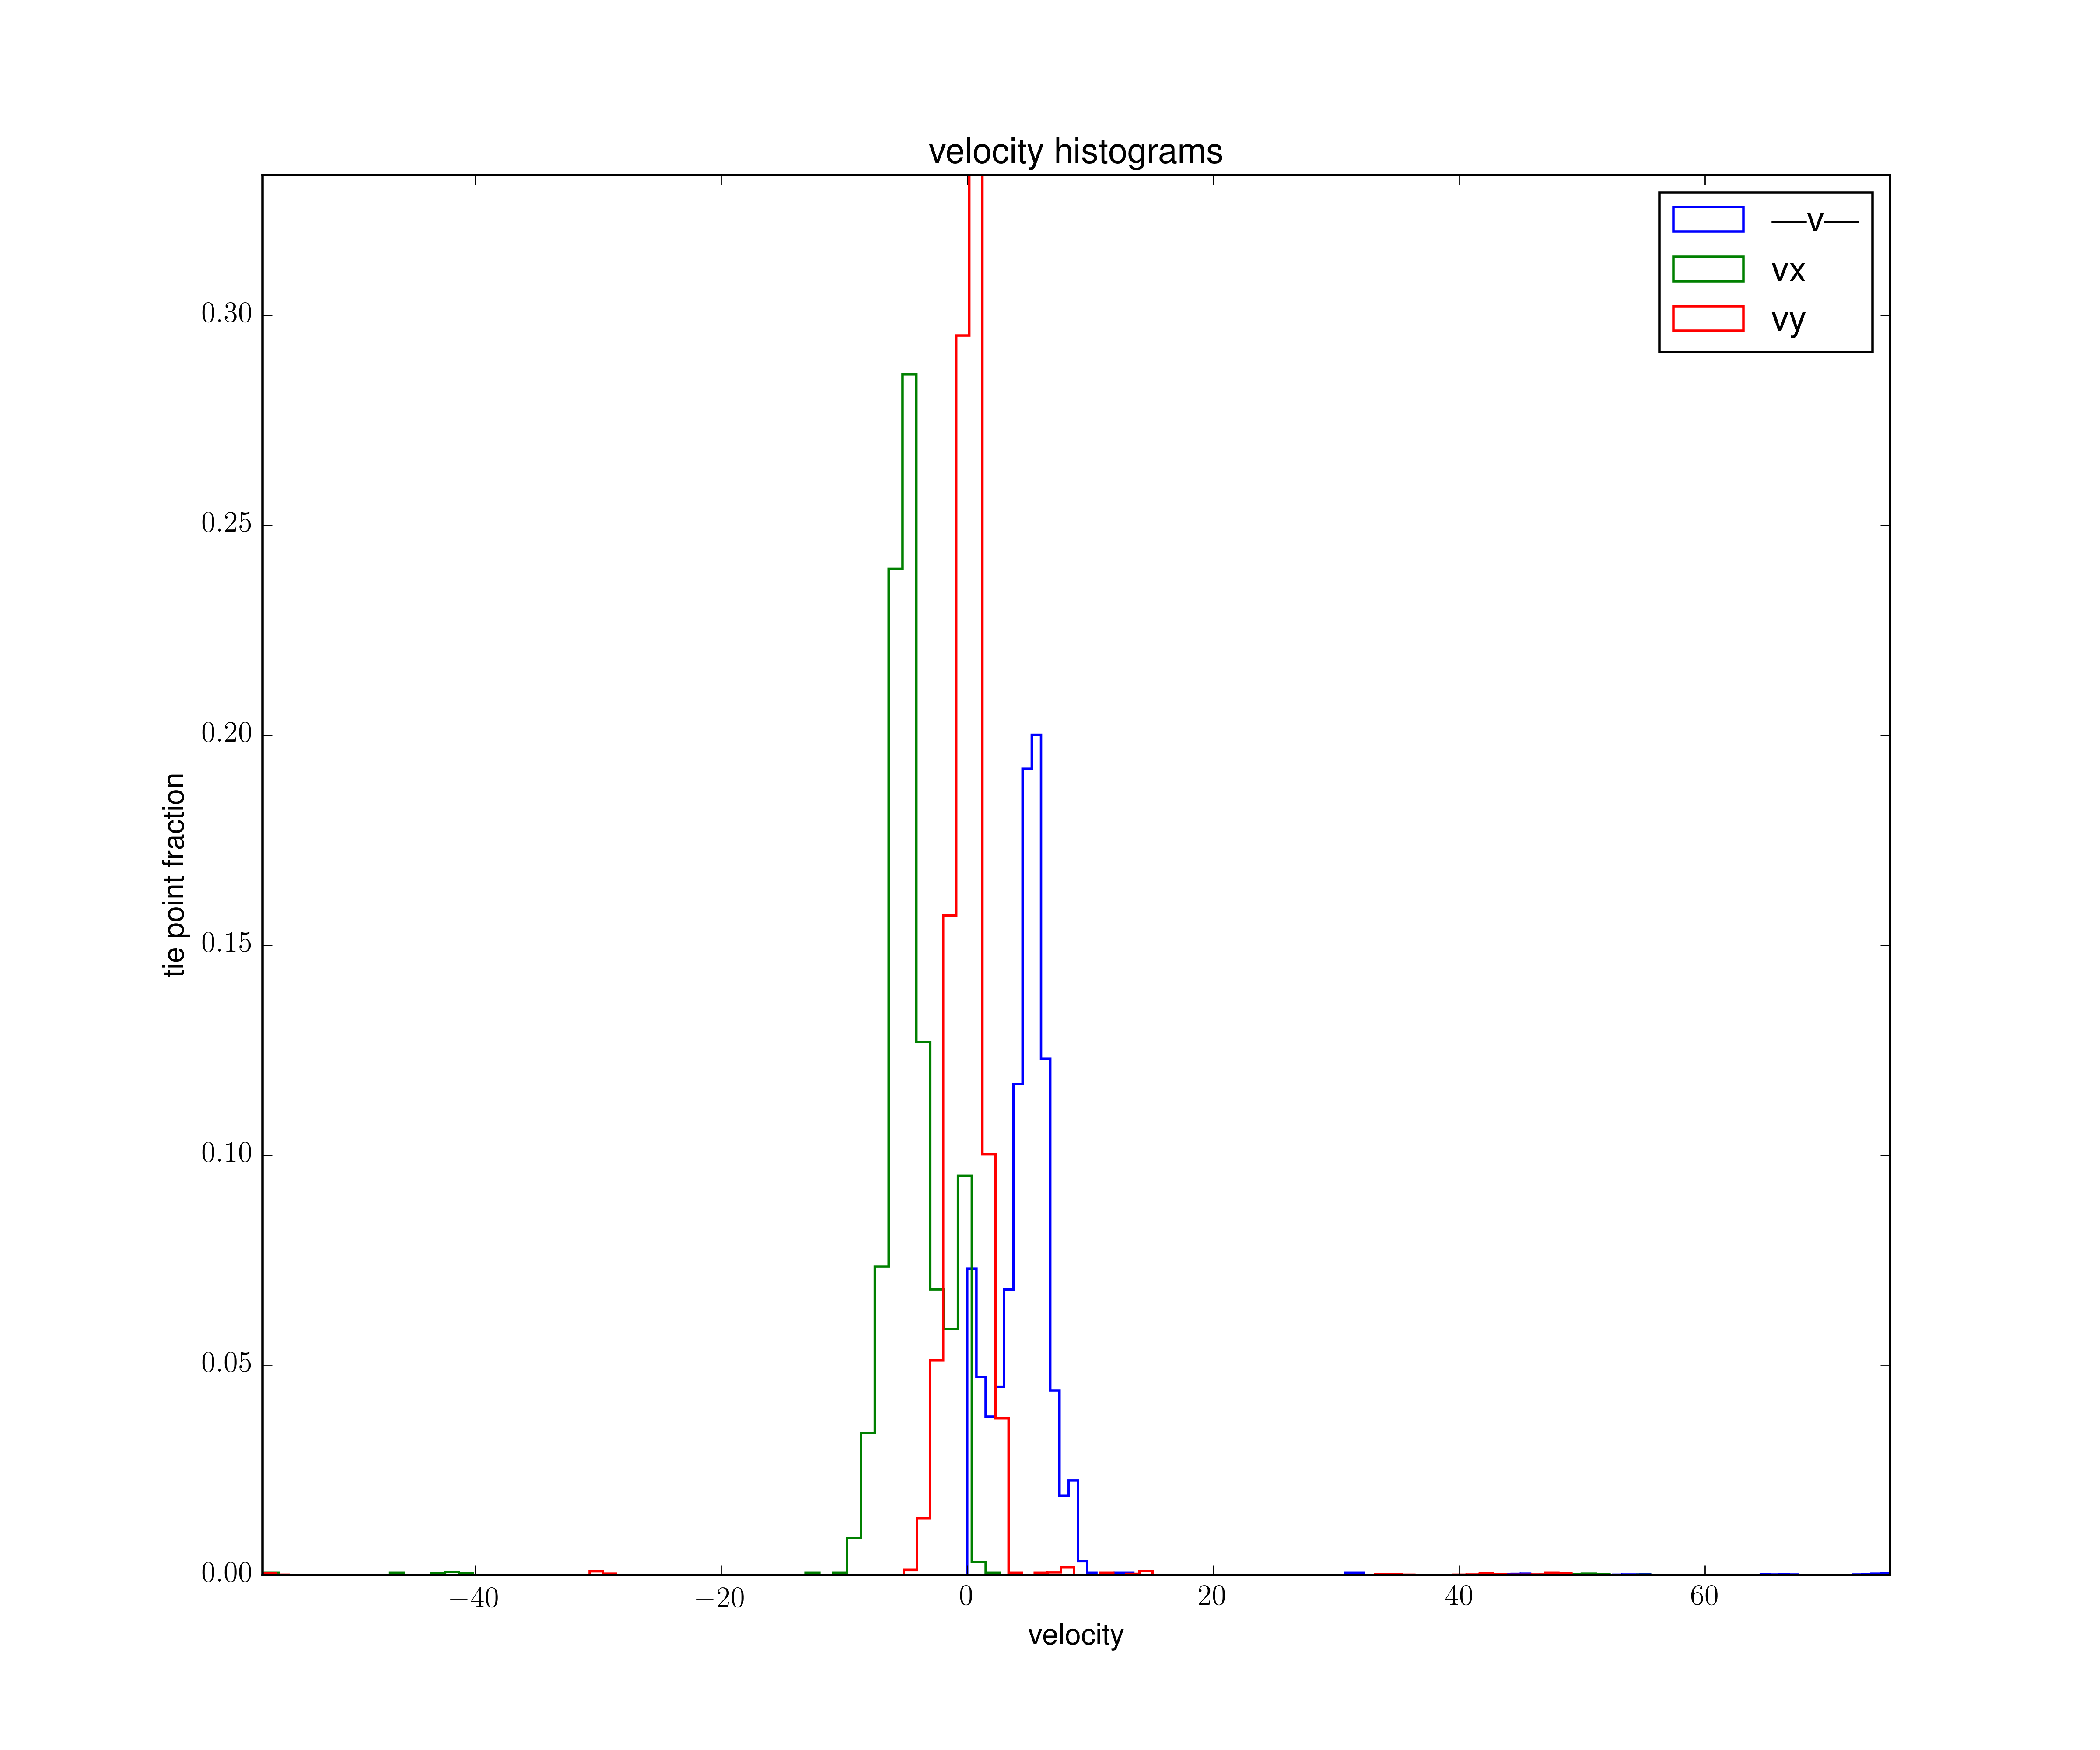 velocity histograms
—v—
vx
vy
0.30
0.25
0.20
0.15
0.10
0.05
0.00
tie point fraction
−40 −20 0 20 40 60
velocity